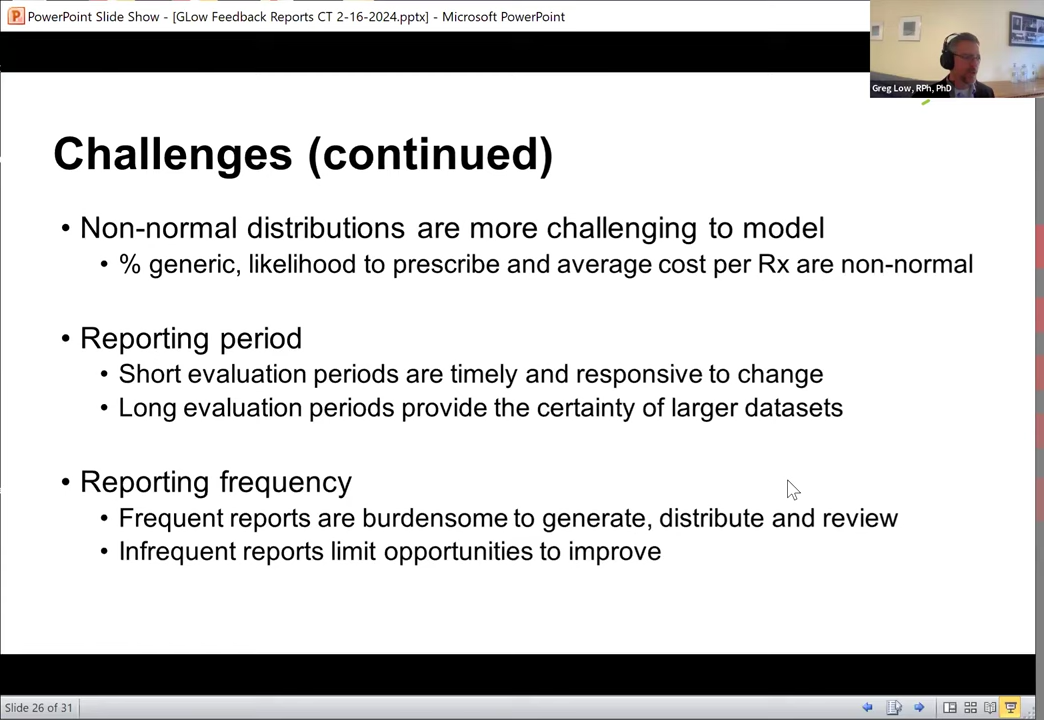 PowerPoint Slide Show - [GLow Feedback Reports CT 2-16-2024.pptx] - Microsoft PowerPoint
Greg Low, RPh, PhD
Challenges (continued)
• Non-normal distributions are more challenging to model
• % generic, likelihood to prescribe and average cost per Rx are non-normal
• Reporting period
• Short evaluation periods are timely and responsive to change
• Long evaluation periods provide the certainty of larger datasets
• Reporting frequency
• Frequent reports are burdensome to generate, distribute and review
• Infrequent reports limit opportunities to improve
Slide 26 of 31